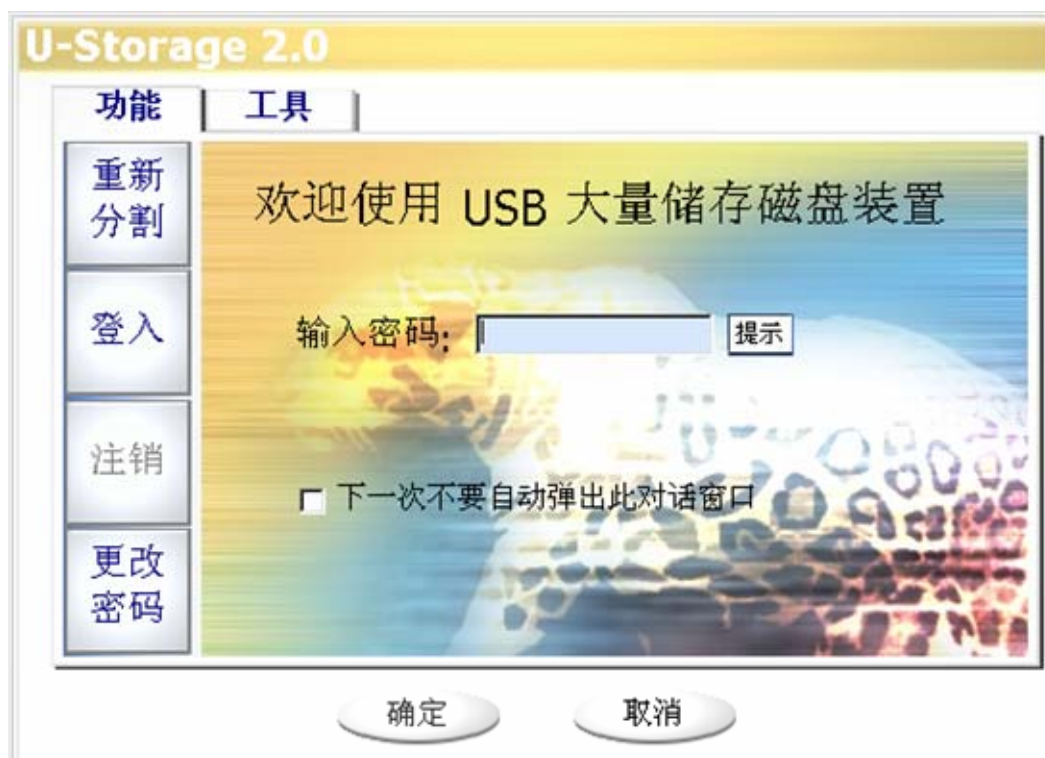 U-Storage 2.0
功能 工具
重新
分割
欢迎使用 USB 大量储存磁盘装置
登入
输入密码: 提示
注销
下一次不要自动弹出此对话窗口
更改
密码
确定 取消